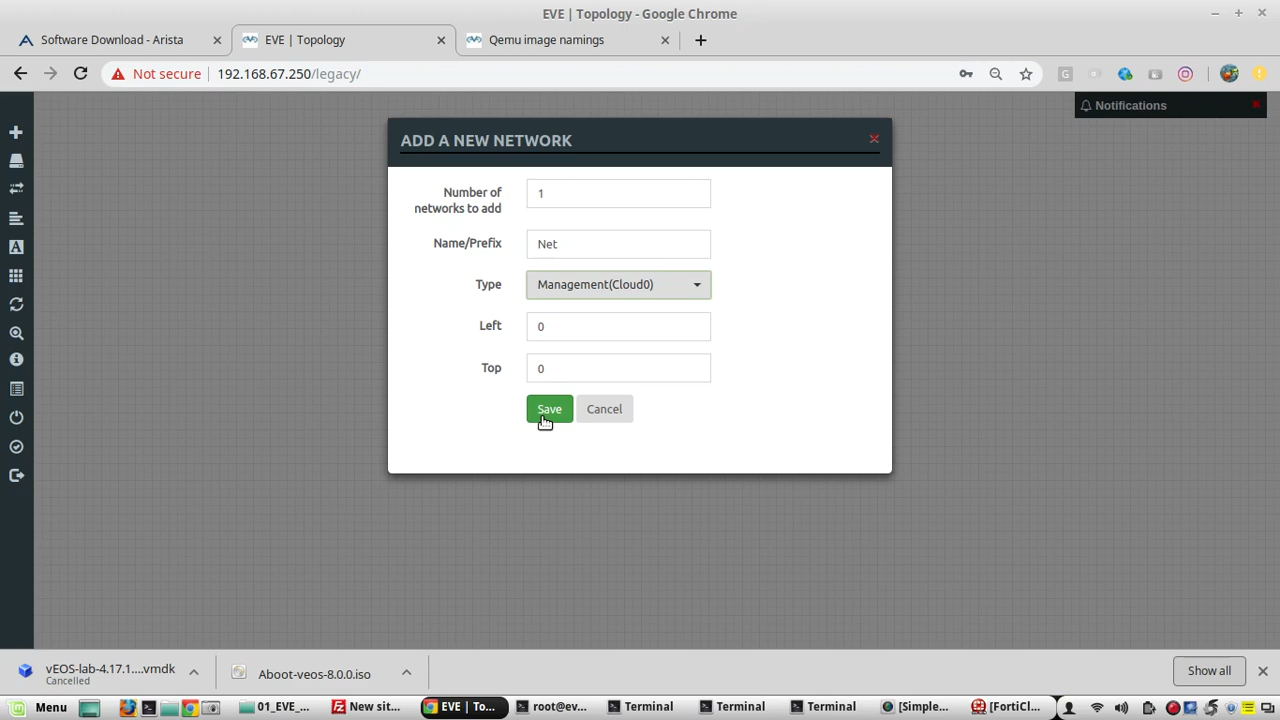 EVE | Topology - Google Chrome
Software Download - Arista
EVE | Topology
Qemu image namings
Not secure
192.168.67.250/legacy/
G
Notifications
ADD A NEW NETWORK
Number of
networks to add
1
Name/Prefix
Net
Type
Management(Cloud0)
Left
0
Top
0
Save
Cancel
A
vEOS-lab-4.17.1....vmdk
Cancelled
Aboot-veos-8.0.0.iso
Show all
Menu
01_EVE_...
New sit...
EVE | To...
root@ev...
Terminal
Terminal
Terminal
[Simple...
[FortiCl...